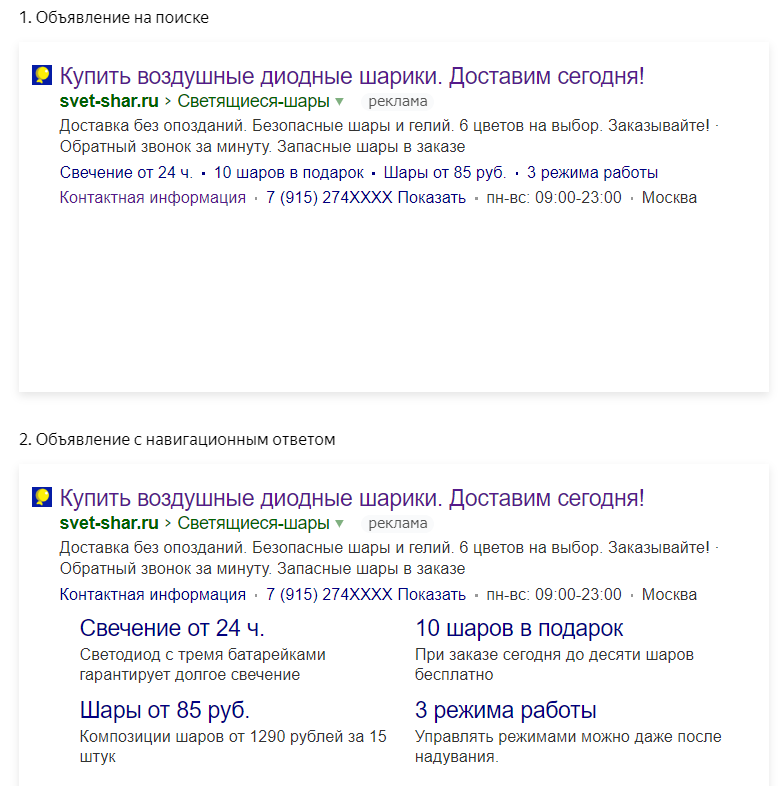 1. Объявление на поиске
Купить воздушные диодные шарики. Доставим сегодня!
svet-shar.ru › Светящиеся-шары ▼ реклама
Доставка без опозданий. Безопасные шары и гелий. 6 цветов на выбор. Заказывайте! ·
Обратный звонок за минуту. Запасные шары в заказе
Свечение от 24 ч. • 10 шаров в подарок • Шары от 85 руб. • 3 режима работы
Контактная информация · 7 (915) 274XXXX Показать · пн-вс: 09:00-23:00 · Москва
2. Объявление с навигационным ответом
Купить воздушные диодные шарики. Доставим сегодня!
svet-shar.ru › Светящиеся-шары ▼ реклама
Доставка без опозданий. Безопасные шары и гелий. 6 цветов на выбор. Заказывайте! ·
Обратный звонок за минуту. Запасные шары в заказе
Контактная информация · 7 (915) 274XXXX Показать · пн-вс: 09:00-23:00 · Москва
Свечение от 24 ч.
Светодиод с тремя батарейками
гарантирует долгое свечение
10 шаров в подарок
При заказе сегодня до десяти шаров
бесплатно
Шары от 85 руб.
Композиции шаров от 1290 рублей за 15
штук
3 режима работы
Управлять режимами можно даже после
надувания.